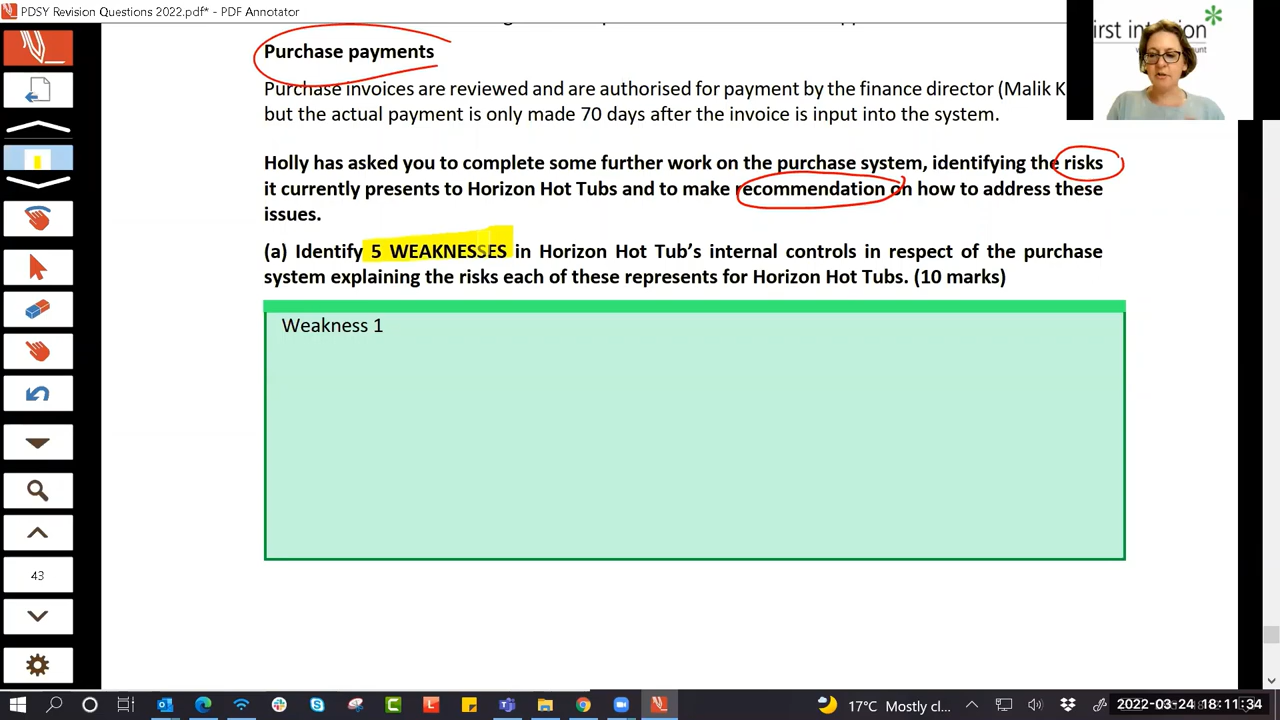 PDSY Revision Questions 2022.pdf* - PDF Annotator
first int ion
Purchase payments
Purchase invoices are reviewed and are authorised for payment by the finance director (Malik K
but the actual payment is only made 70 days after the invoice is input into the system.
Holly has asked you to complete some further work on the purchase system, identifying the risks
it currently presents to Horizon Hot Tubs and to make recommendation on how to address these
issues.
(a) Identify 5 WEAKNESSES in Horizon Hot Tub's internal controls in respect of the purchase
system explaining the risks each of these represents for Horizon Hot Tubs. (10 marks)
Weakness 1
43
17°C Mostly cl...
2022-03-24 18:11:34